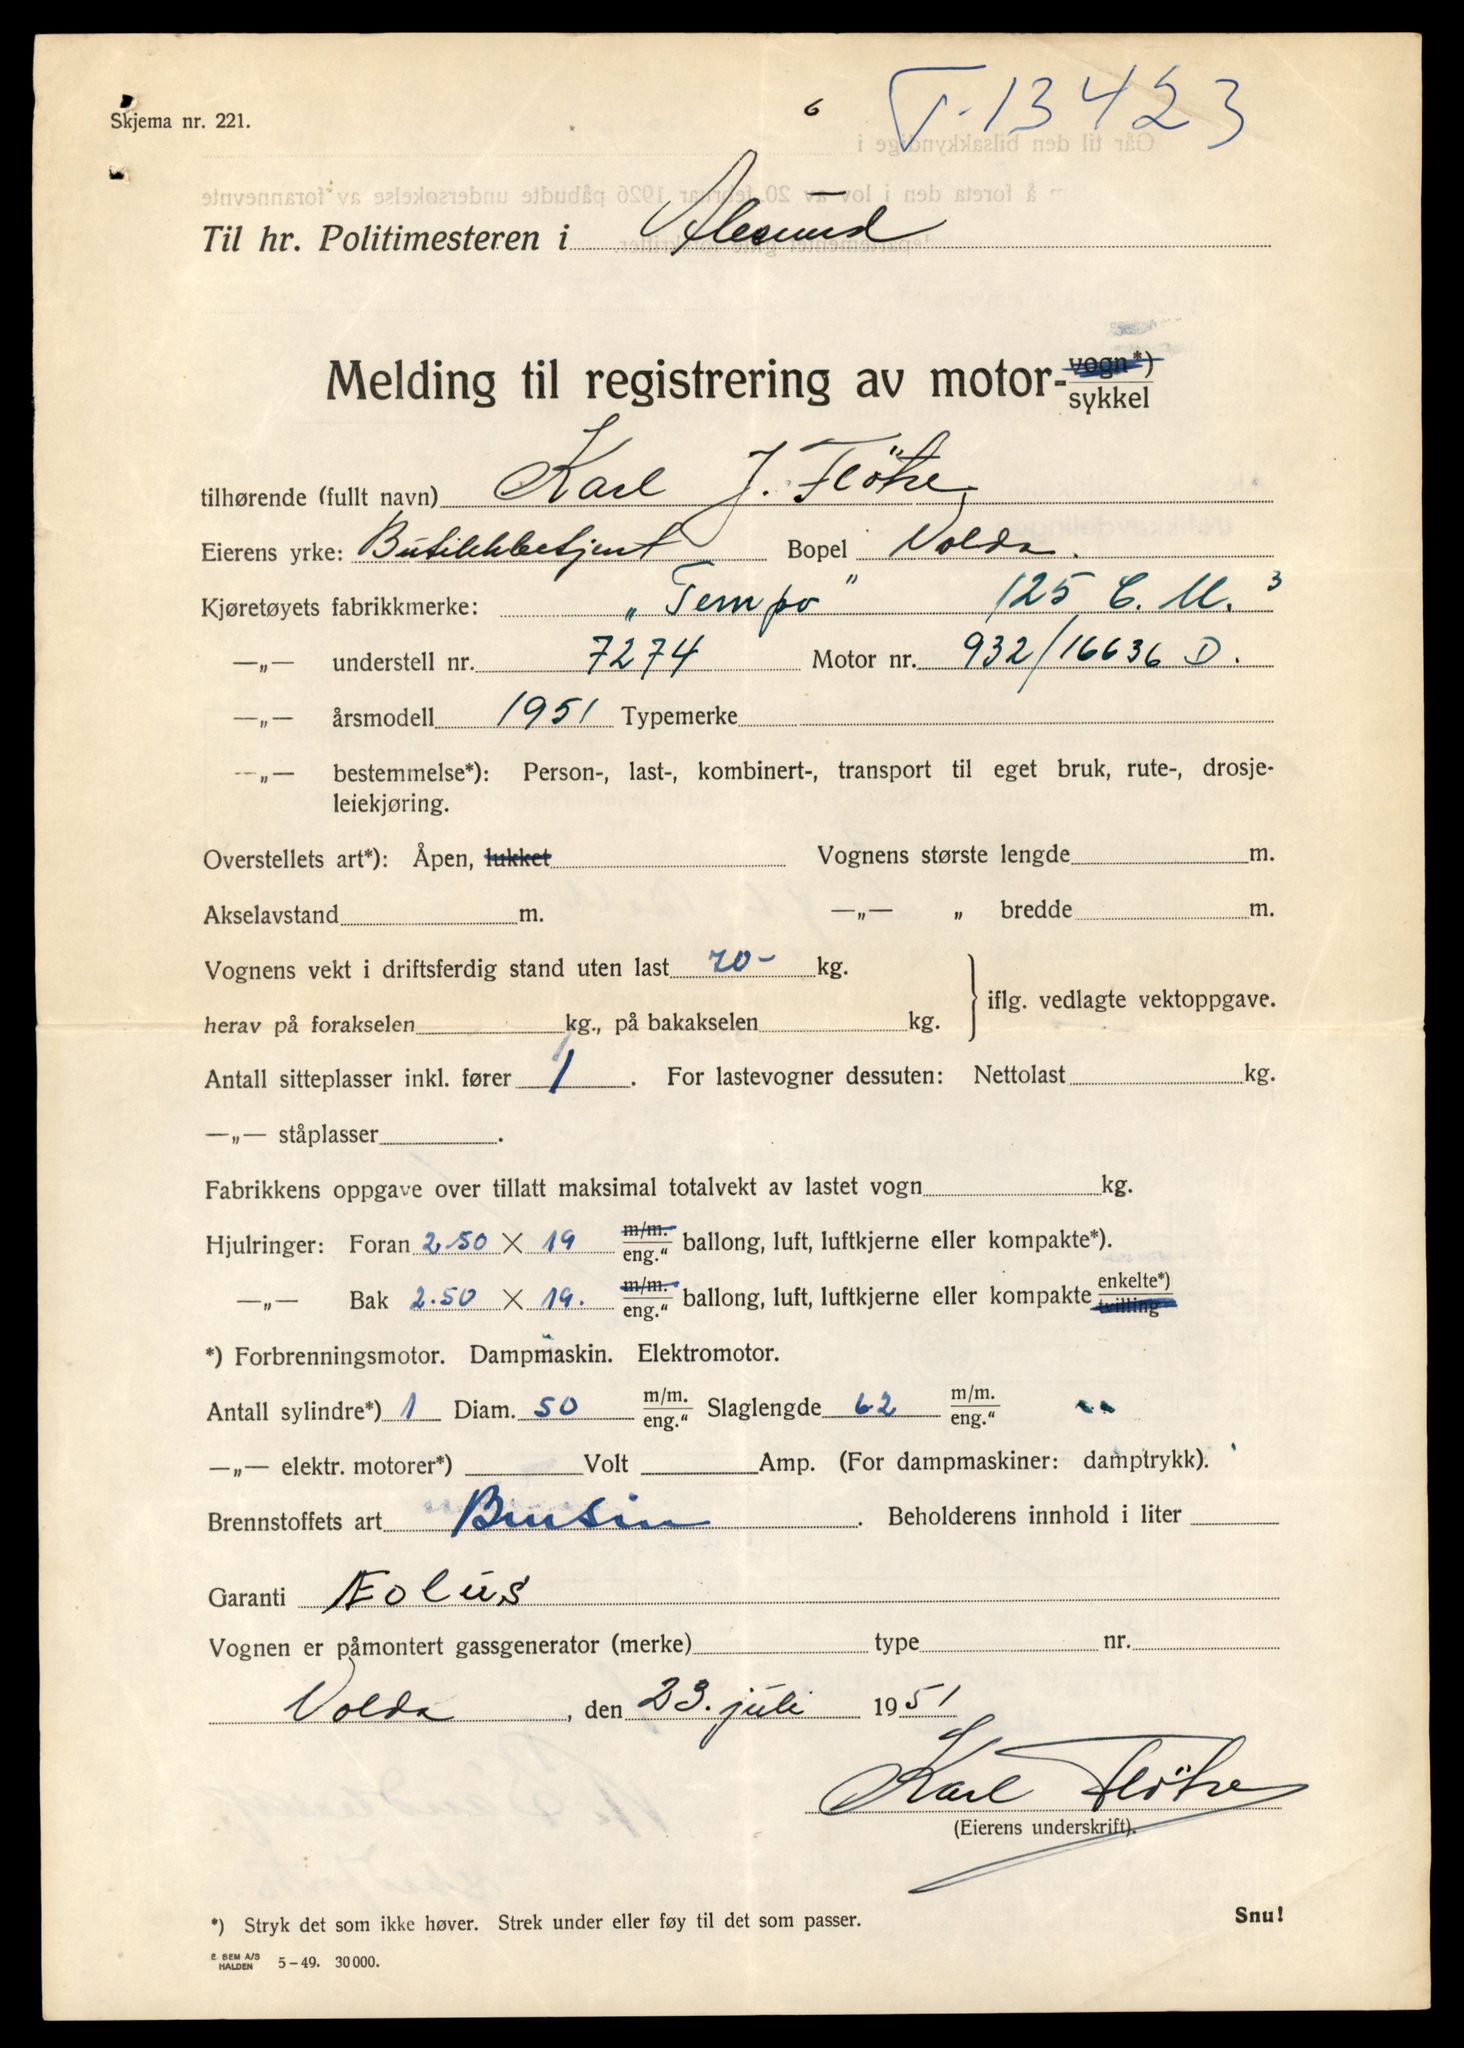 Skjema nr. 221.
6
T-13423
Til hr. Politimesteren i Ålesund
Melding til registrering av motor-vogn*)
sykkel
tilhørende (fullt navn) Karl J. Flötre
Eierens yrke: Butikkbetjent Bopel Volda.
Kjøretøyets fabrikkmerke: „Tempo” 125 C.M.³
—„— understell nr. 7274 Motor nr. 932/16636 D.
—„— årsmodell 1951 Typemerke
—„— bestemmelse*): Person-, last-, kombinert-, transport til eget bruk, rute-, drosje-
leiekjøring.
Overstellets art*): Åpen, lukket Vognens største lengde m.
Akselavstand m. —„— „ bredde m.
Vognens vekt i driftsferdig stand uten last 70- kg.
iflg. vedlagte vektoppgave.
herav på forakselen kg., på bakakselen kg.
Antall sitteplasser inkl. fører 1. For lastevogner dessuten: Nettolast kg.
—„— ståplasser.
Fabrikkens oppgave over tillatt maksimal totalvekt av lastet vogn kg.
Hjulringer: Foran 2.50 × 19 m/m. eng.“ ballong, luft, luftkjerne eller kompakte*).
—„— Bak 2.50 × 19. m/m. eng.“ ballong, luft, luftkjerne eller kompakte enkelte*) tvilling
*) Forbrenningsmotor. Dampmaskin. Elektromotor.
Antall sylindre*) 1 Diam. 50 m/m. eng.“ Slaglengde 62 m/m. eng.“
—„— elektr. motorer*) Volt Amp. (For dampmaskiner: damptrykk).
Brennstoffets art Bensin. Beholderens innhold i liter
Garanti ÆOLUS
Vognen er påmontert gassgenerator (merke) type nr.
Volda, den 23. juli 1951
Karl Flötre
(Eierens underskrift).
*) Stryk det som ikke høver. Strek under eller føy til det som passer. Snu!
E. SEM A/S
HALDEN 5-49. 30000.